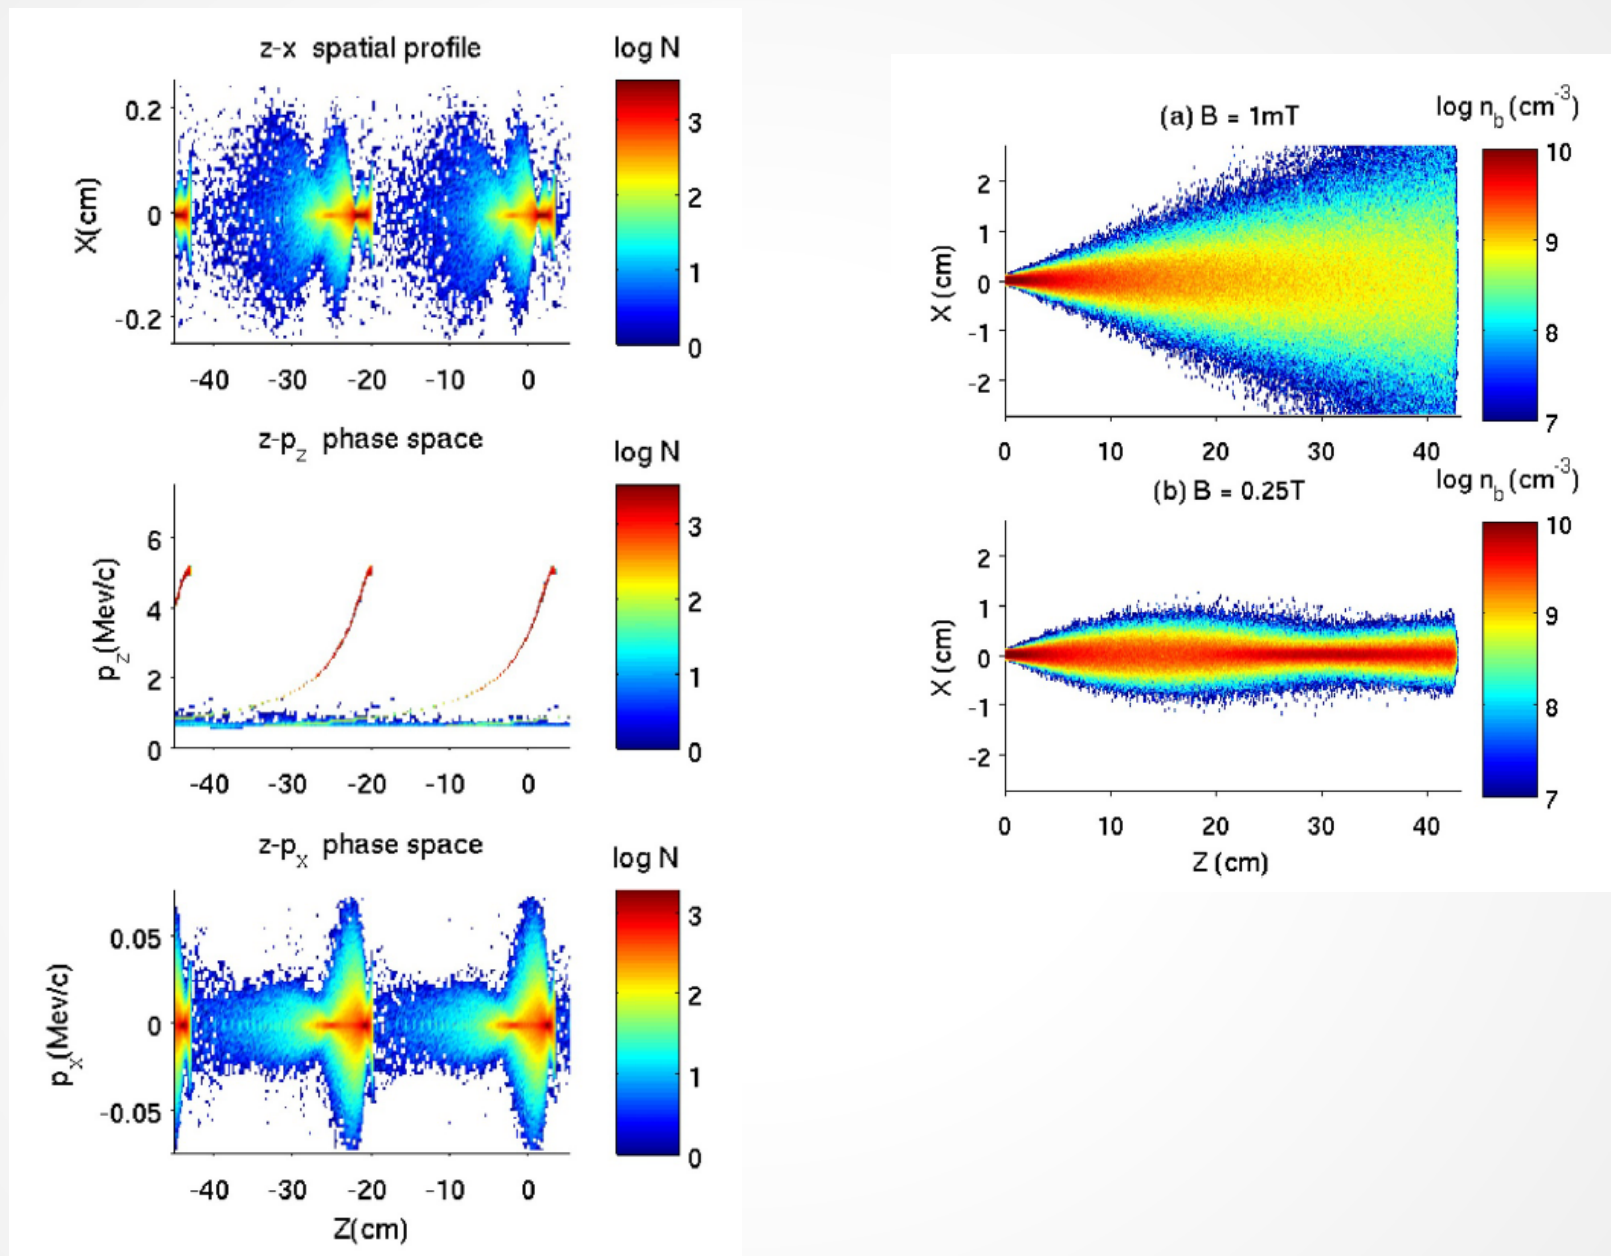 z-x spatial profile
log N
0.2
0
-0.2
X(cm)
3
2
1
0
-40 -30 -20 -10 0
z-p_z phase space
log N
6
4
2
0
p_z(Mev/c)
3
2
1
0
-40 -30 -20 -10 0
z-p_x phase space
log N
0.05
0
-0.05
p_x(Mev/c)
3
2
1
0
-40 -30 -20 -10 0
Z(cm)
(a) B = 1mT
log n_b (cm^-3)
2
1
0
-1
-2
X (cm)
10
9
8
7
0 10 20 30 40
(b) B = 0.25T
log n_b (cm^-3)
2
1
0
-1
-2
X (cm)
10
9
8
7
0 10 20 30 40
Z (cm)